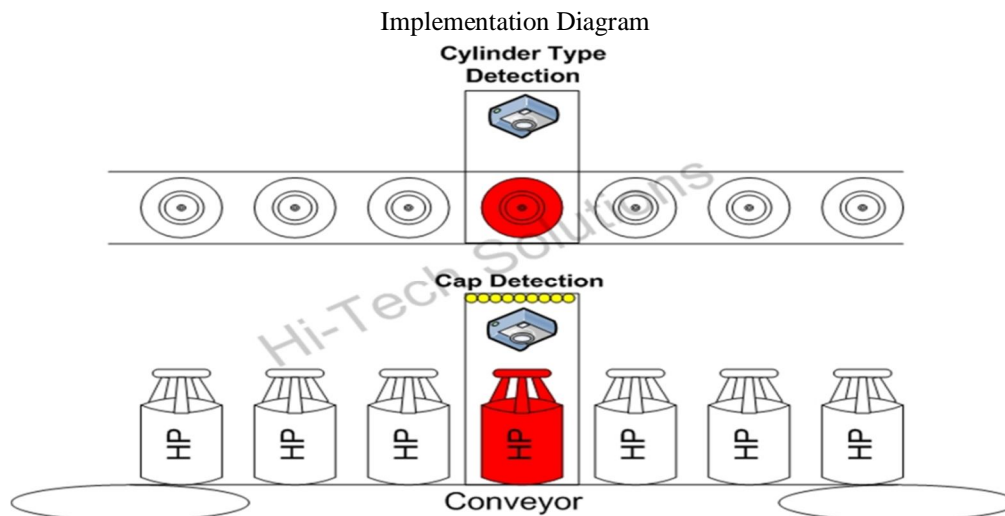 Implementation Diagram
Cylinder Type
Detection
Hi-Tech Solutions
Cap Detection
HP HP HP HP HP HP HP
Conveyor